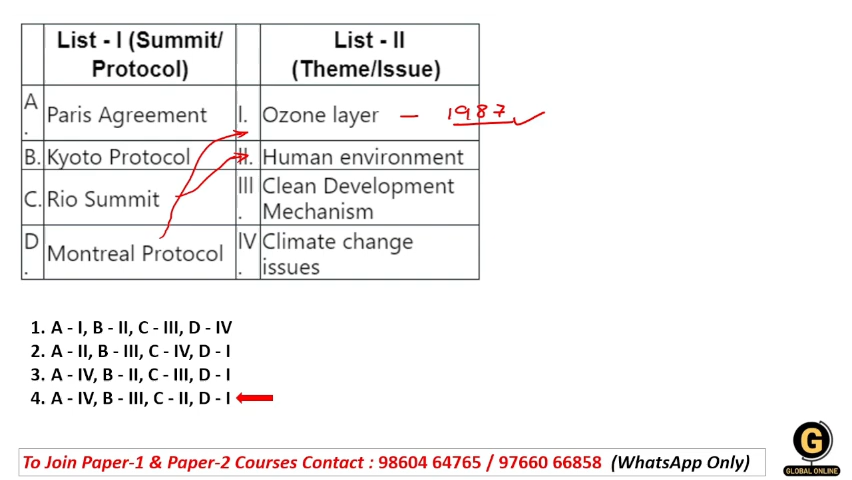 List - I (Summit/ Protocol)
List - II (Theme/Issue)
A. Paris Agreement I. Ozone layer – 1987
B. Kyoto Protocol II. Human environment
C. Rio Summit III. Clean Development Mechanism
D. Montreal Protocol IV. Climate change issues
1. A - I, B - II, C - III, D - IV
2. A - II, B - III, C - IV, D - I
3. A - IV, B - II, C - III, D - I
4. A - IV, B - III, C - II, D - I
To Join Paper-1 & Paper-2 Courses Contact : 98604 64765 / 97660 66858 (WhatsApp Only)
G
GLOBAL ONLINE